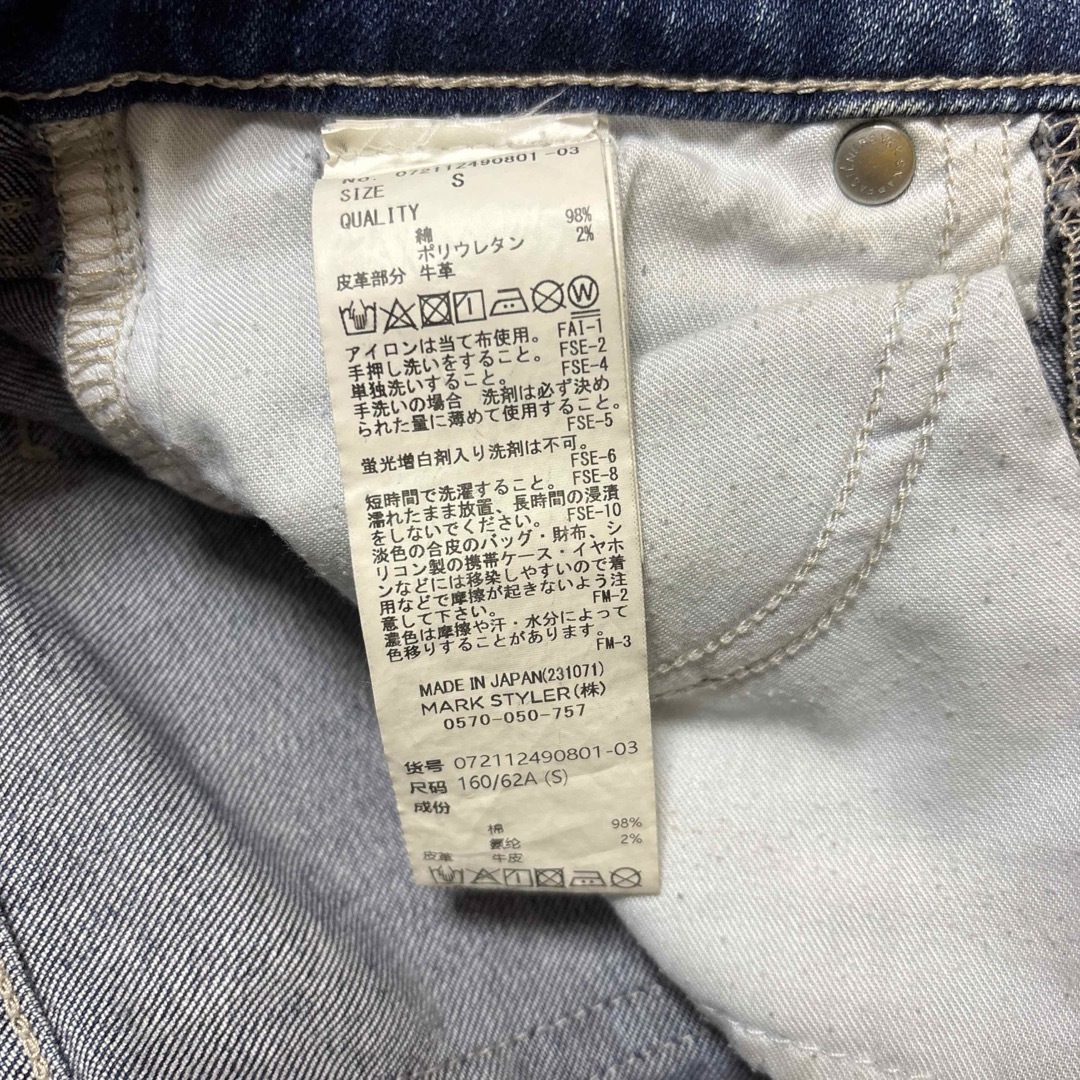 NO. 072112490801-03
SIZE S
QUALITY
綿 98%
ポリウレタン 2%
皮革部分 牛革
W
アイロンは当て布使用。 FAI-1
手押し洗いをすること。 FSE-2
単独洗いすること。 FSE-4
手洗いの場合 洗剤は必ず決め
られた量に薄めて使用すること。
FSE-5
蛍光増白剤入り洗剤は不可。
FSE-6
短時間で洗濯すること。 FSE-8
濡れたまま放置、長時間の浸漬
をしないでください。 FSE-10
淡色の合皮のバッグ・財布、シ
リコン製の携帯ケース・イヤホ
ンなどには移染しやすいので着
用などで摩擦が起きないよう注
意して下さい。 FM-2
濃色は摩擦や汗・水分によって
色移りすることがあります。
FM-3
MADE IN JAPAN(231071)
MARK STYLER(株)
0570-050-757
货号 072112490801-03
尺码 160/62A (S)
成份
棉 98%
氨纶 2%
皮革 牛皮